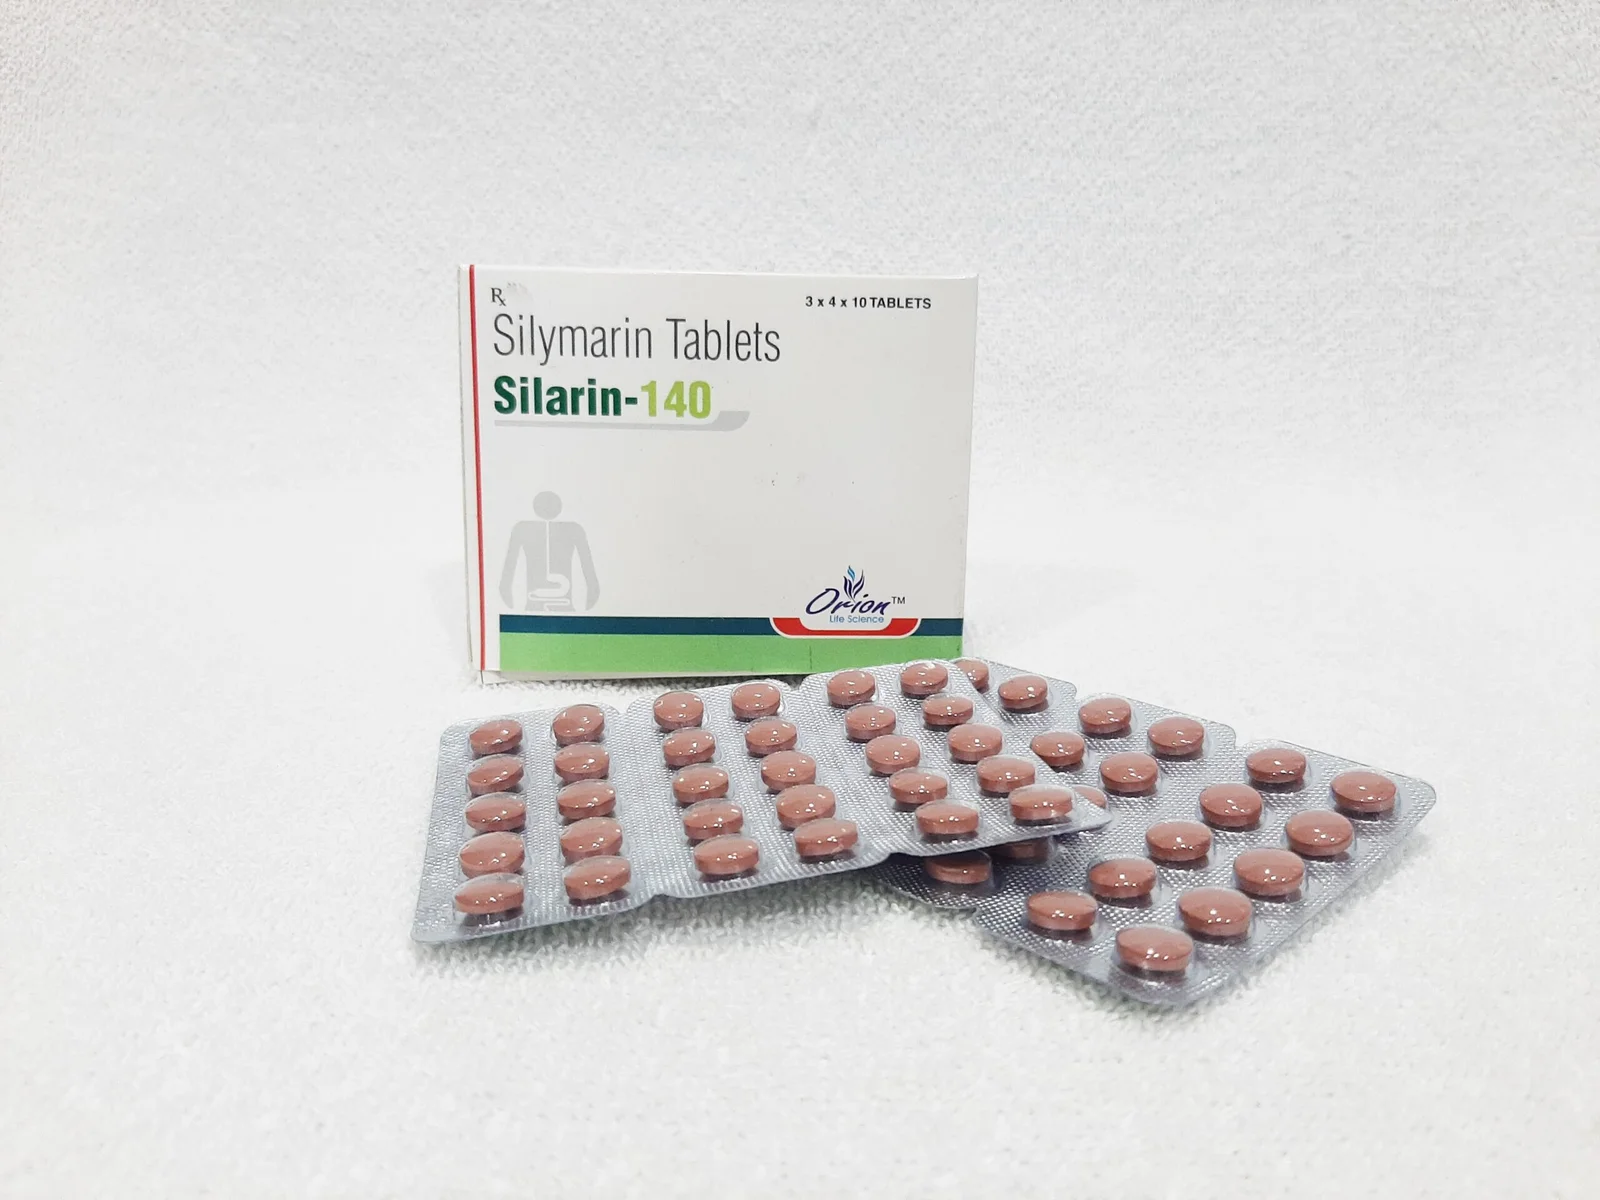 Rx
3 x 4 x 10 TABLETS
Silymarin Tablets
Silarin-140
Orion™
Life Science